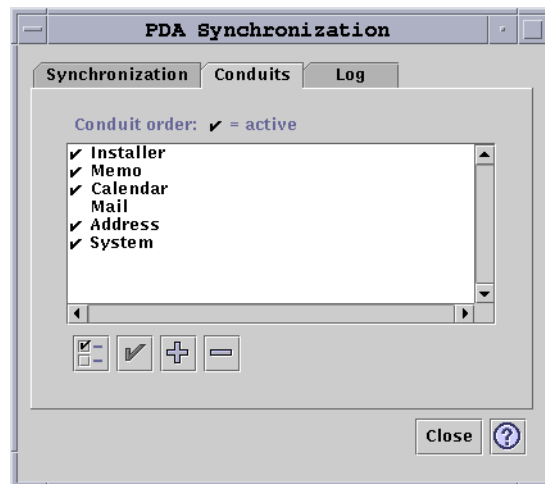 PDA Synchronization
Synchronization Conduits Log
Conduit order: ✔ = active
✔ Installer
✔ Memo
✔ Calendar
Mail
✔ Address
✔ System
Close ?